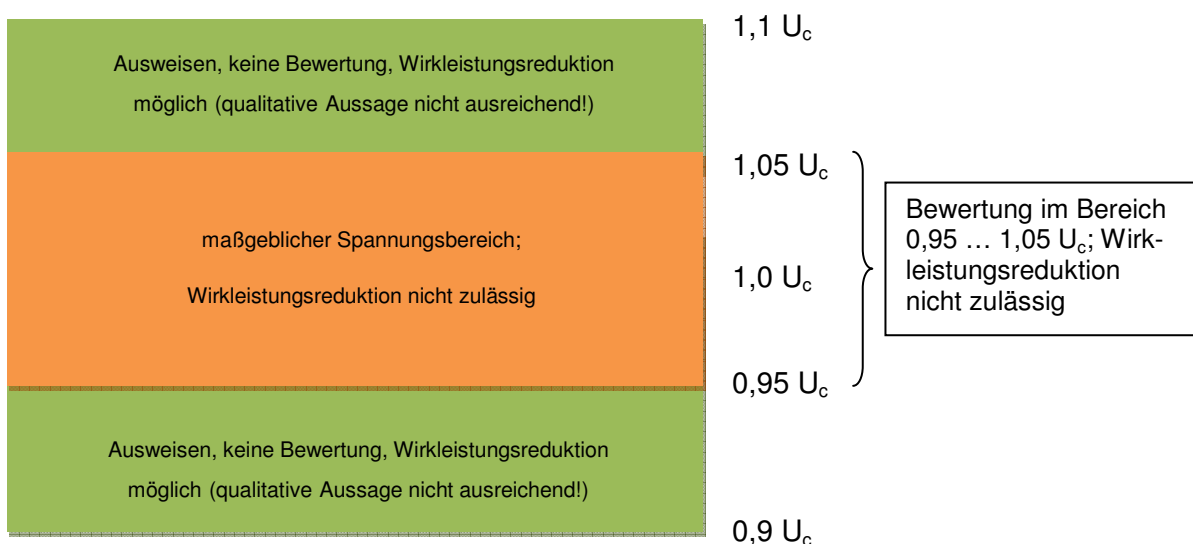 1,1 Uc
Ausweisen, keine Bewertung, Wirkleistungsreduktion
möglich (qualitative Aussage nicht ausreichend!)
1,05 Uc
maßgeblicher Spannungsbereich;
Wirkleistungsreduktion nicht zulässig
1,0 Uc
Bewertung im Bereich
0,95 … 1,05 Uc; Wirk-
leistungsreduktion
nicht zulässig
0,95 Uc
Ausweisen, keine Bewertung, Wirkleistungsreduktion
möglich (qualitative Aussage nicht ausreichend!)
0,9 Uc